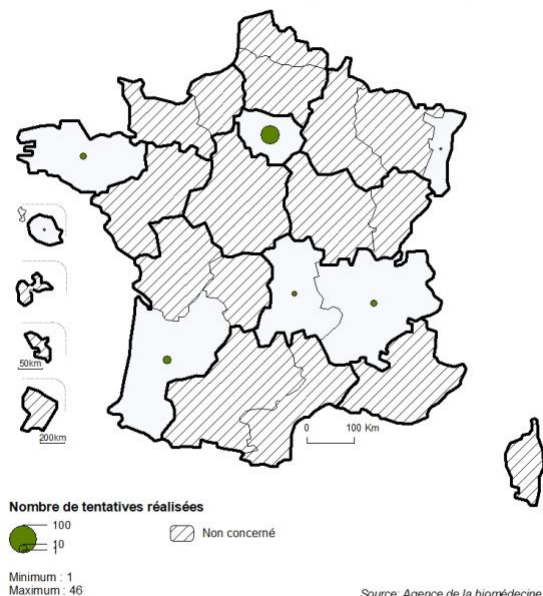 50km
200km
0 100 Km
Nombre de tentatives réalisées
100
10
1
Non concerné
Minimum : 1
Maximum : 46
Source: Agence de la biomédecine